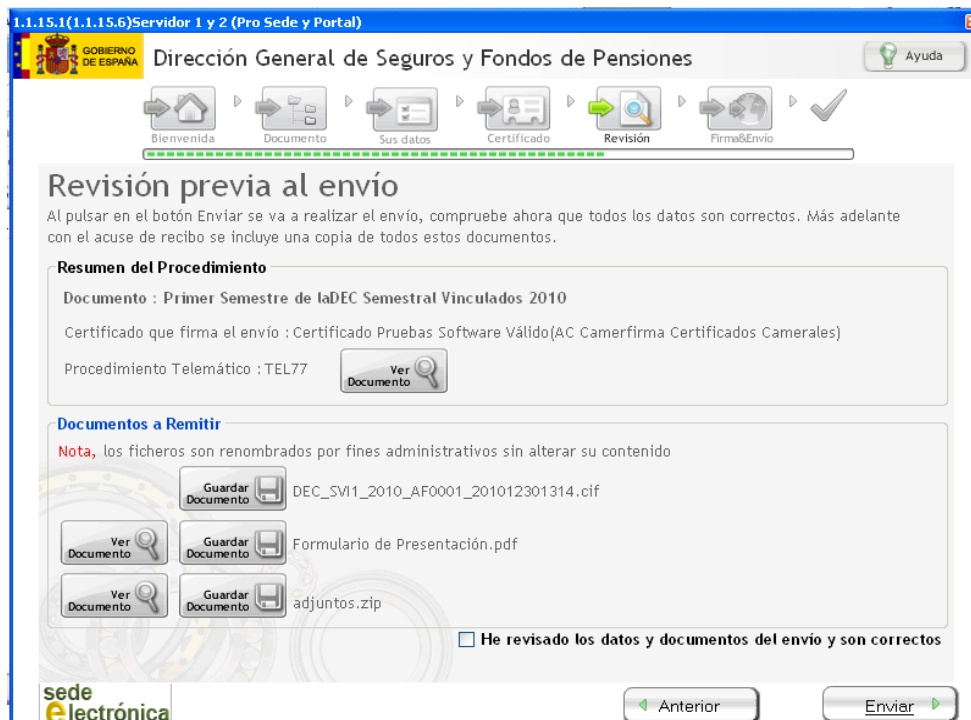 1.1.15.1(1.1.15.6)Servidor 1 y 2 (Pro Sede y Portal)
GOBIERNO
DE ESPAÑA
Dirección General de Seguros y Fondos de Pensiones
Ayuda
Bienvenida
Documento
Sus datos
Certificado
Revisión
Firma&Envío
Revisión previa al envío
Al pulsar en el botón Enviar se va a realizar el envío, compruebe ahora que todos los datos son correctos. Más adelante
con el acuse de recibo se incluye una copia de todos estos documentos.
Resumen del Procedimiento
Documento : Primer Semestre de laDEC Semestral Vinculados 2010
Certificado que firma el envío : Certificado Pruebas Software Válido(AC Camerfirma Certificados Camerales)
Procedimiento Telemático : TEL77
Ver
Documento
Documentos a Remitir
Nota, los ficheros son renombrados por fines administrativos sin alterar su contenido
Guardar
Documento
DEC_SVI1_2010_AF0001_201012301314.cif
Ver
Documento
Guardar
Documento
Formulario de Presentación.pdf
Ver
Documento
Guardar
Documento
adjuntos.zip
He revisado los datos y documentos del envío y son correctos
sede
electrónica
Anterior
Enviar